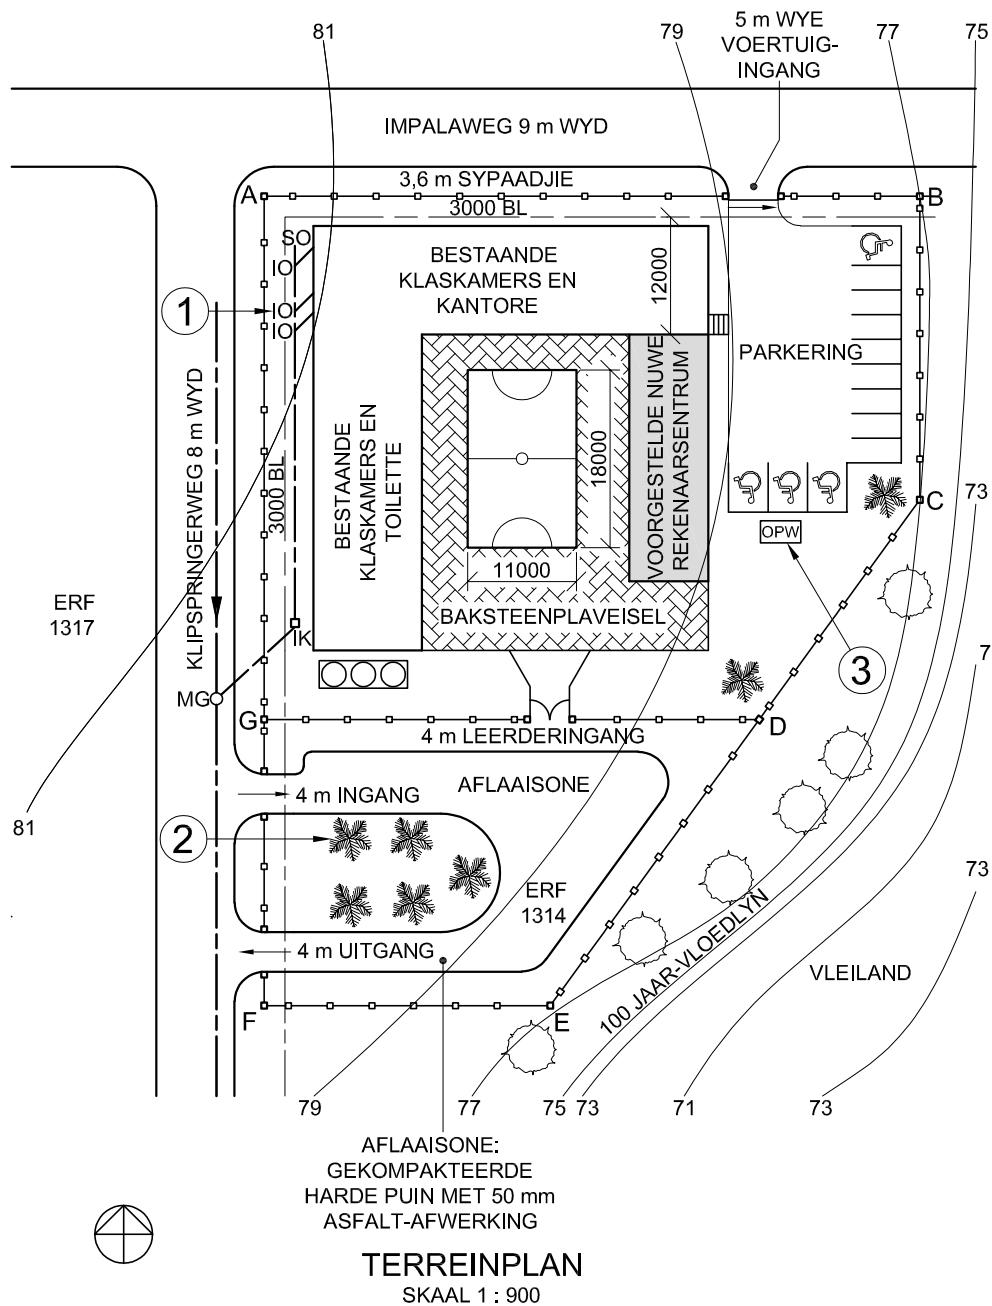 81
79
5 m WYE
VOERTUIG-
INGANG
77
75
IMPALAWEG 9 m WYD
A
3,6 m SYPAADJIE
B
3000 BL
SO
IO
IO
IO
1
BESTAANDE
KLASKAMERS EN
KANTORE
12000
PARKERING
KLIPSPRINGERWEG 8 m WYD
3000 BL
BESTAANDE
KLASKAMERS EN
TOILETTE
18000
11000
VOORGESTELDE NUWE
REKENAARSENTRUM
C
73
OPW
ERF
1317
BAKSTEENPLAVEISEL
IK
3
7
MG
G
D
4 m LEERDERINGANG
AFLAAISONE
4 m INGANG
81
2
ERF
1314
73
4 m UITGANG
VLEILAND
100 JAAR-VLOEDLYN
F
E
79
77
75
73
71
73
AFLAAISONE:
GEKOMPAKTEERDE
HARDE PUIN MET 50 mm
ASFALT-AFWERKING
TERREINPLAN
SKAAL 1 : 900